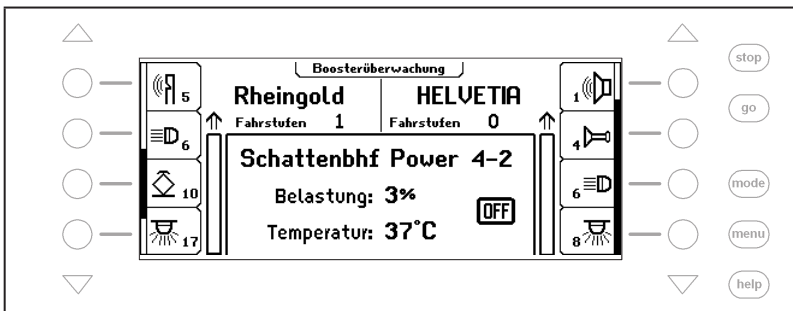 Boosterüberwachung
Rheingold HELVETIA
Fahrstufen 1 Fahrstufen 0
Schattenbhf Power 4-2
Belastung: 3%
OFF
Temperatur: 37°C
5
6
10
17
1
4
6
8
stop
go
mode
menu
help